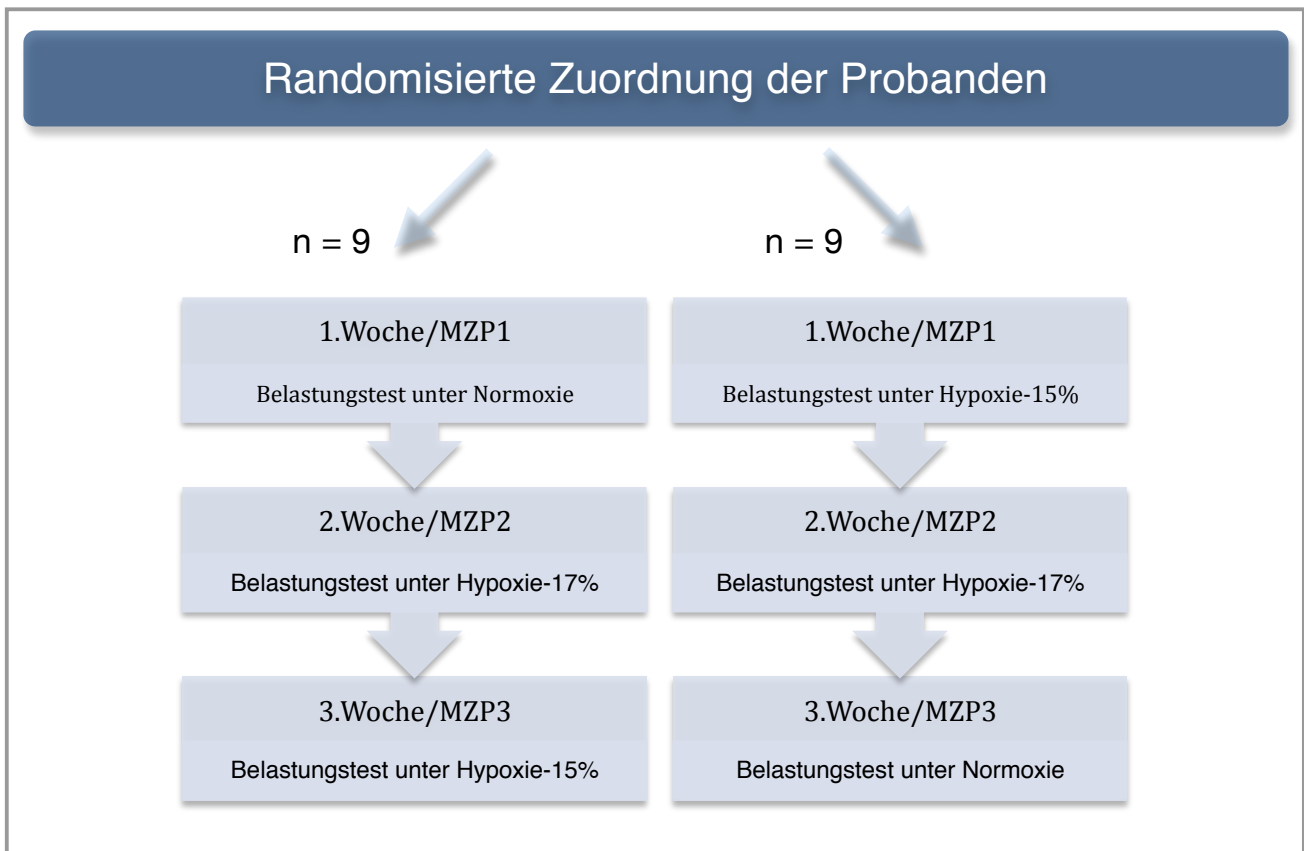 Randomisierte Zuordnung der Probanden
n = 9
1.Woche/MZP1
Belastungstest unter Normoxie
2.Woche/MZP2
Belastungstest unter Hypoxie-17%
3.Woche/MZP3
Belastungstest unter Hypoxie-15%
n = 9
1.Woche/MZP1
Belastungstest unter Hypoxie-15%
2.Woche/MZP2
Belastungstest unter Hypoxie-17%
3.Woche/MZP3
Belastungstest unter Normoxie